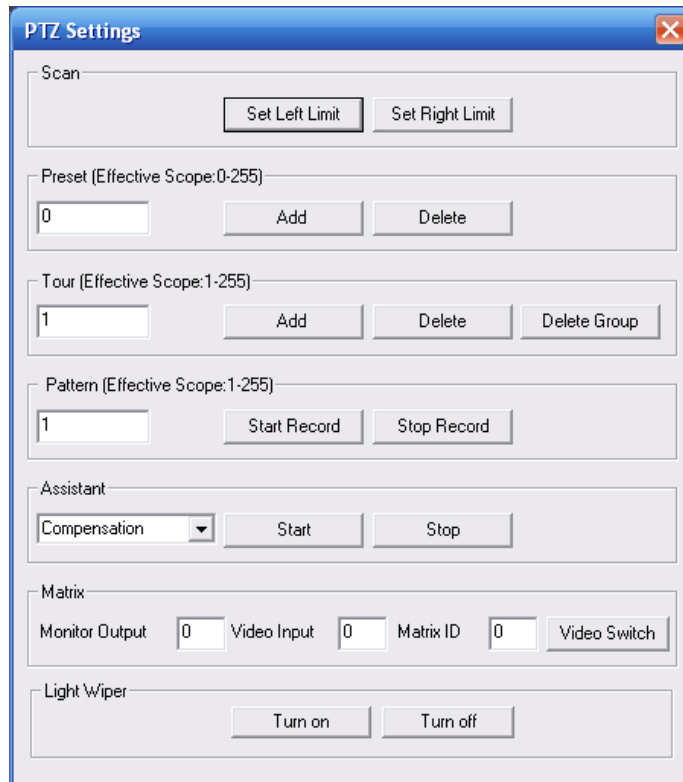 PTZ Settings
Scan
Set Left Limit Set Right Limit
Preset (Effective Scope:0-255)
0 Add Delete
Tour (Effective Scope:1-255)
1 Add Delete Delete Group
Pattern (Effective Scope:1-255)
1 Start Record Stop Record
Assistant
Compensation Start Stop
Matrix
Monitor Output 0 Video Input 0 Matrix ID 0 Video Switch
Light Wiper
Turn on Turn off